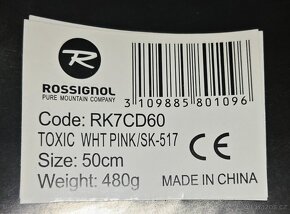 ROSSIGNOL
PURE MOUNTAIN COMPANY
3 109885 801096
Code: RK7CD60
TOXIC WHT PINK/SK-517
CE
Size: 50cm
Weight: 480g
MADE IN CHINA